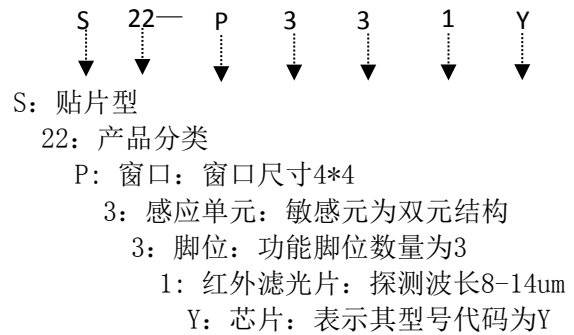 S 22— P 3 3 1 Y
S：贴片型
22：产品分类
P：窗口：窗口尺寸4*4
3：感应单元：敏感元为双元结构
3：脚位：功能脚位数量为3
1：红外滤光片：探测波长8-14um
Y：芯片：表示其型号代码为Y